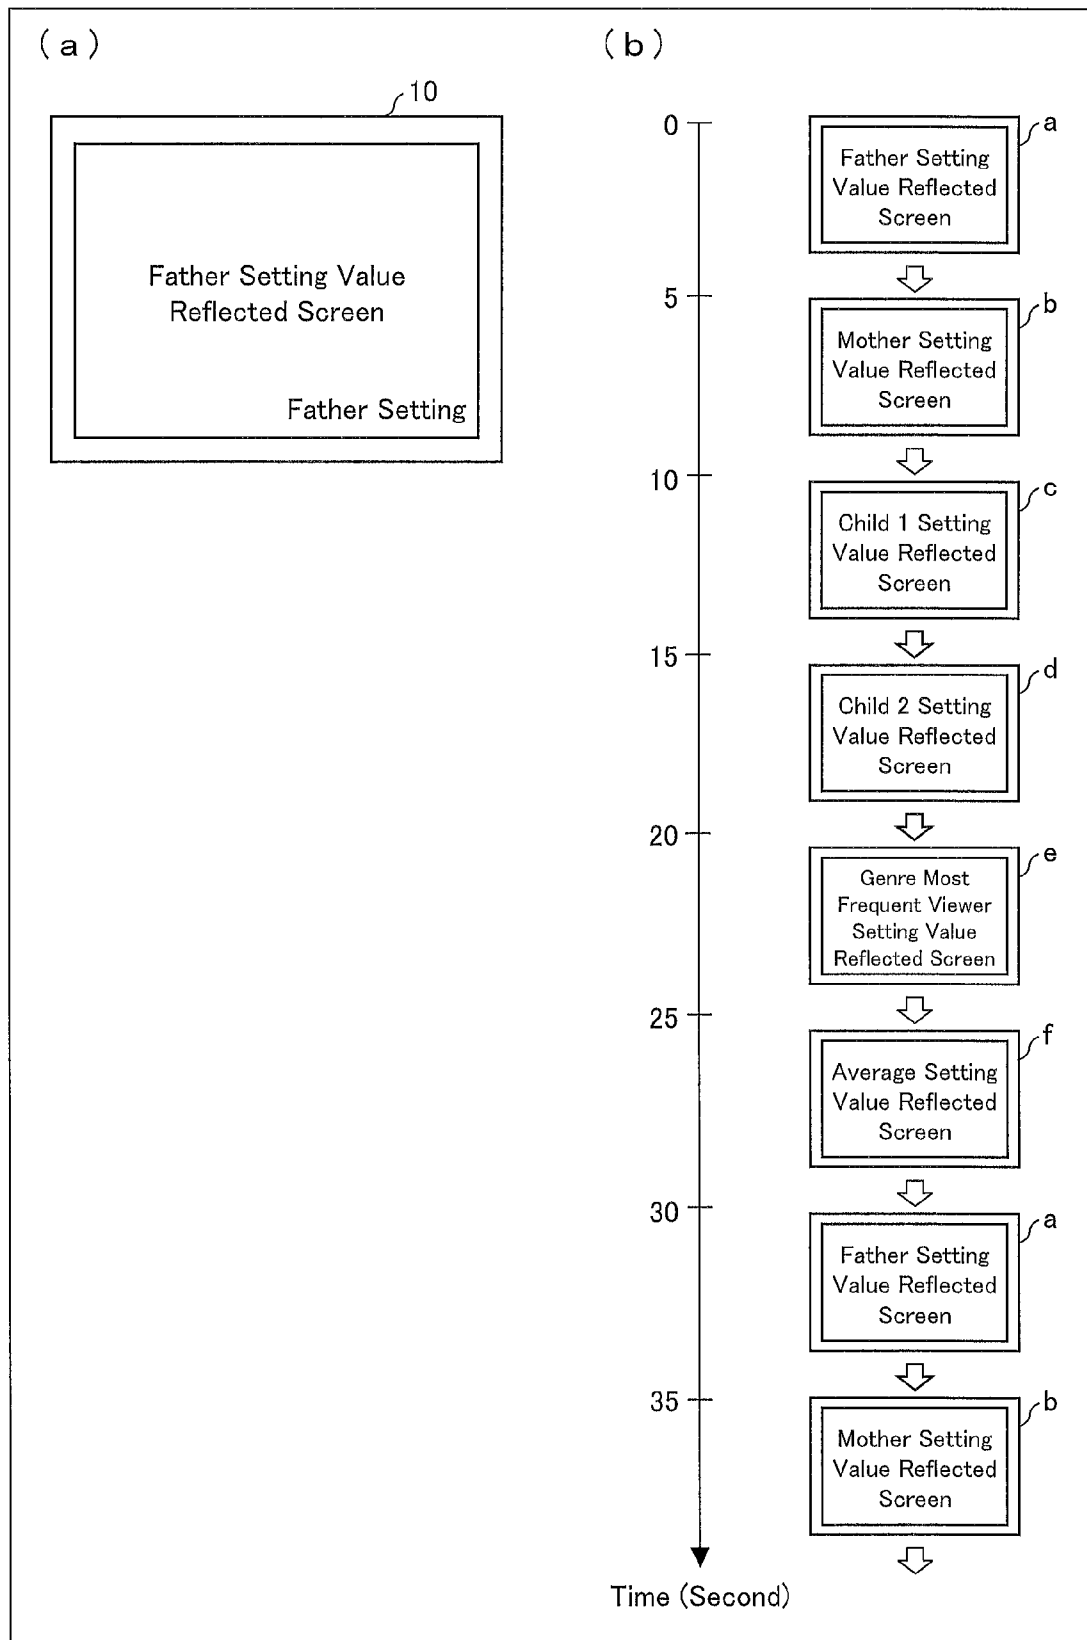 (a)
10
Father Setting Value
Reflected Screen
Father Setting
(b)
0
a
Father Setting
Value Reflected
Screen
5
b
Mother Setting
Value Reflected
Screen
10
c
Child 1 Setting
Value Reflected
Screen
15
d
Child 2 Setting
Value Reflected
Screen
20
e
Genre Most
Frequent Viewer
Setting Value
Reflected Screen
25
f
Average Setting
Value Reflected
Screen
30
a
Father Setting
Value Reflected
Screen
35
b
Mother Setting
Value Reflected
Screen
Time (Second)